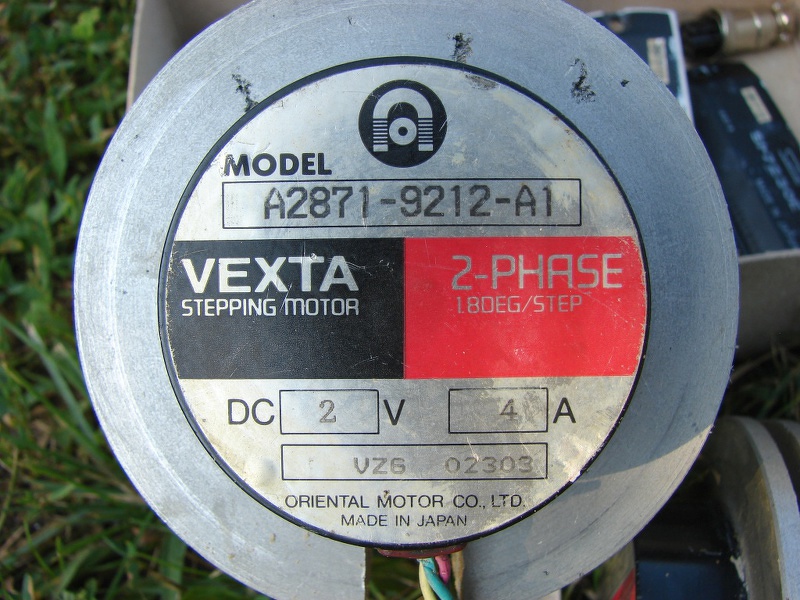 MODEL
A2871-9212-A1
VEXTA
STEPPING MOTOR
2-PHASE
1.8DEG/STEP
DC 2 V 4 A
VZG 02303
ORIENTAL MOTOR CO., LTD.
MADE IN JAPAN